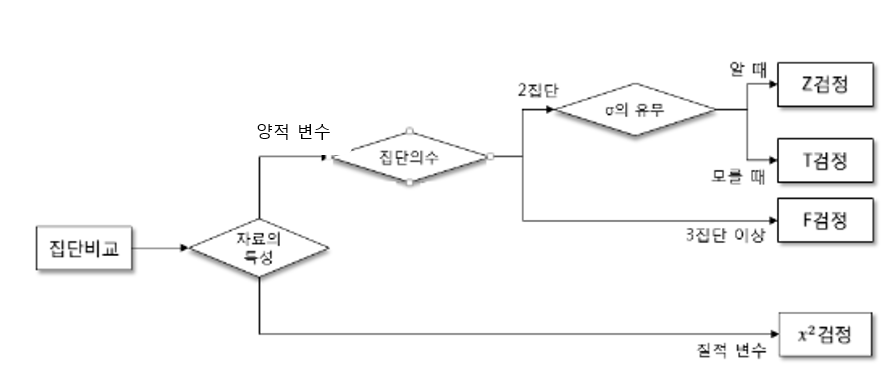 알 때
Z검정
2집단
σ의 유무
양적 변수
집단의수
T검정
모를 때
F검정
3집단 이상
자료의
특성
집단비교
x²검정
질적 변수